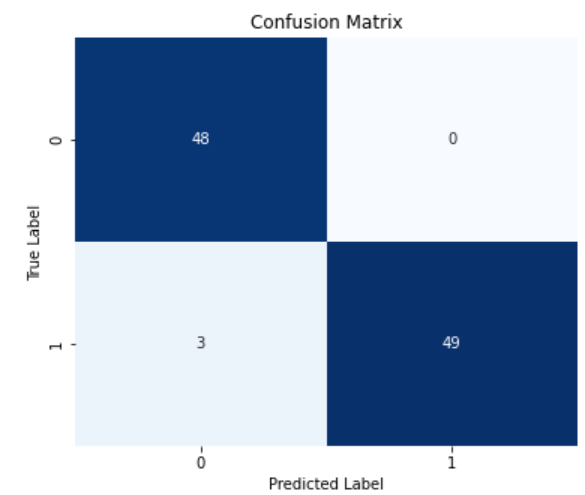 Confusion Matrix
0
48
0
True Label
1
3
49
0
1
Predicted Label